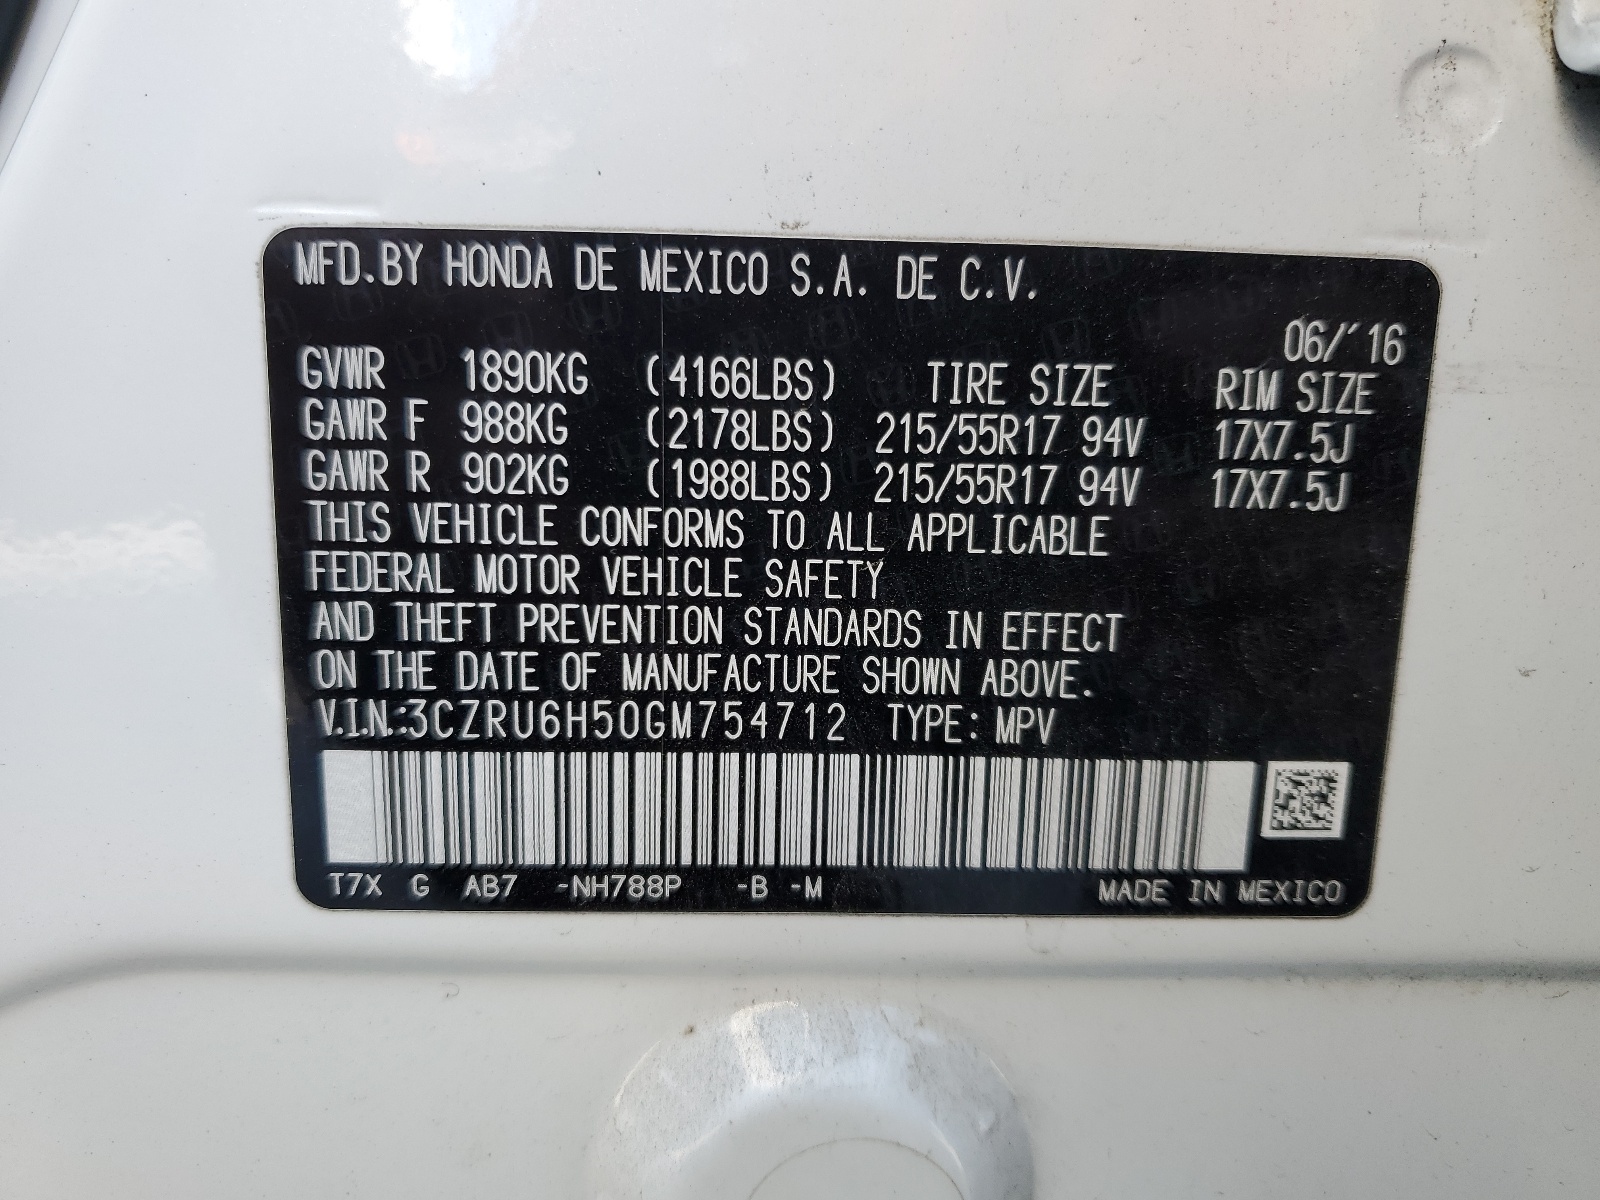 MFD.BY HONDA DE MEXICO S.A. DE C.V.
06/'16
GVWR 1890KG (4166LBS) TIRE SIZE RIM SIZE
GAWR F 988KG (2178LBS) 215/55R17 94V 17X7.5J
GAWR R 902KG (1988LBS) 215/55R17 94V 17X7.5J
THIS VEHICLE CONFORMS TO ALL APPLICABLE
FEDERAL MOTOR VEHICLE SAFETY
AND THEFT PREVENTION STANDARDS IN EFFECT
ON THE DATE OF MANUFACTURE SHOWN ABOVE.
V.I.N.:3CZRU6H50GM754712 TYPE: MPV
T7X G AB7 -NH788P -B -M MADE IN MEXICO